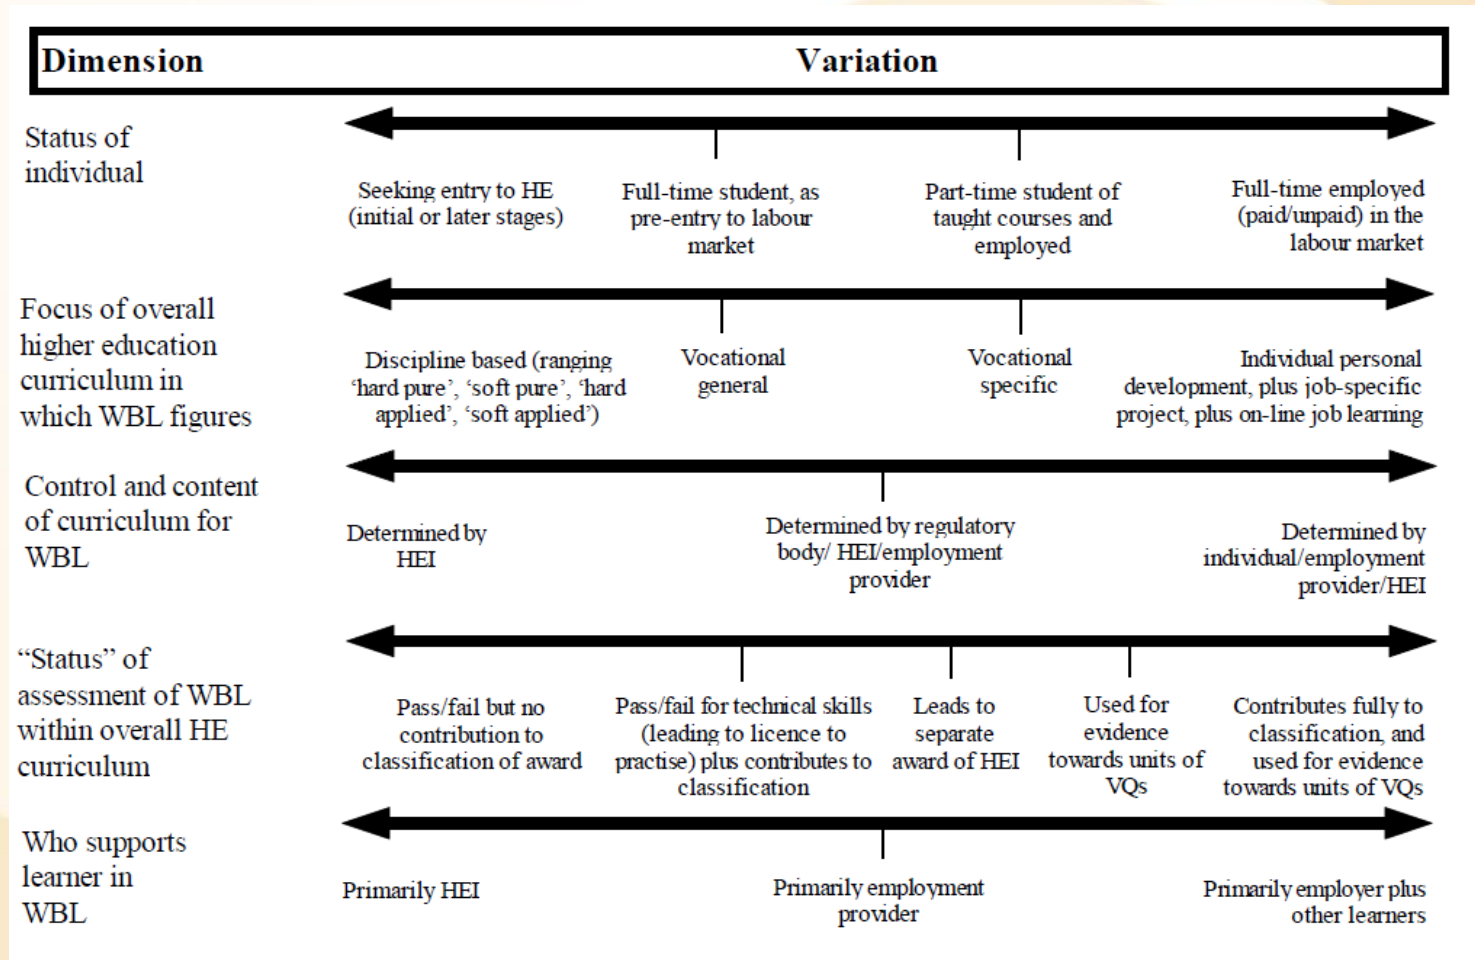 Dimension
Variation
Status of
individual
Seeking entry to HE
(initial or later stages)
Full-time student, as
pre-entry to labour
market
Part-time student of
taught courses and
employed
Full-time employed
(paid/unpaid) in the
labour market
Focus of overall
higher education
curriculum in
which WBL figures
Discipline based (ranging
‘hard pure’, ‘soft pure’, ‘hard
applied’, ‘soft applied’)
Vocational
general
Vocational
specific
Individual personal
development, plus job-specific
project, plus on-line job learning
Control and content
of curriculum for
WBL
Determined by
HEI
Determined by regulatory
body/ HEI/employment
provider
Determined by
individual/employment
provider/HEI
“Status” of
assessment of WBL
within overall HE
curriculum
Pass/fail but no
contribution to
classification of award
Pass/fail for technical skills
(leading to licence to
practise) plus contributes to
classification
Leads to
separate
award of HEI
Used for
evidence
towards units of
VQs
Contributes fully to
classification, and
used for evidence
towards units of VQs
Who supports
learner in
WBL
Primarily HEI
Primarily employment
provider
Primarily employer plus
other learners